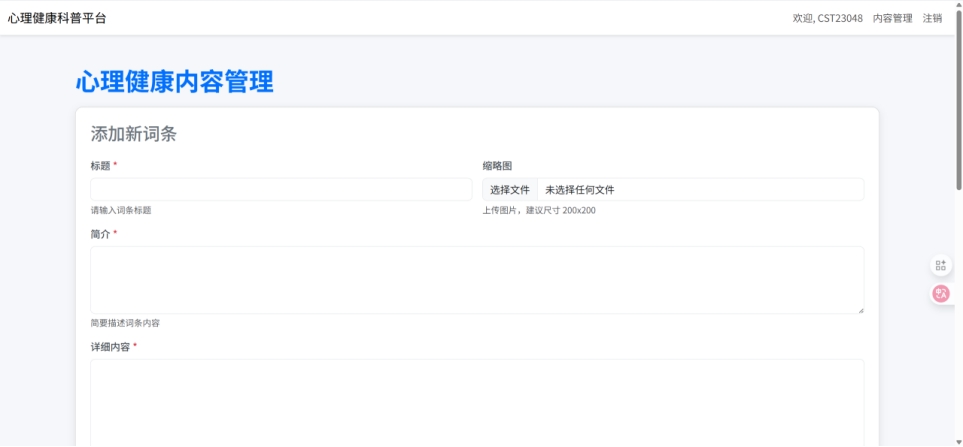 心理健康科普平台 欢迎, CST23048 内容管理 注销
心理健康内容管理
添加新词条
标题 * 缩略图
选择文件 未选择任何文件
请输入词条标题 上传图片，建议尺寸 200x200
简介 *
简要描述词条内容
详细内容 *